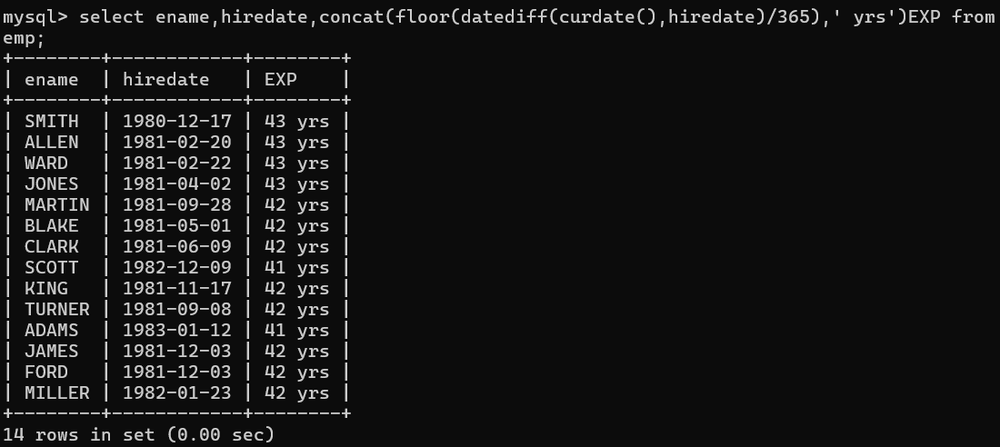 mysql> select ename,hiredate,concat(floor(datediff(curdate(),hiredate)/365),' yrs')EXP from
emp;
+--------+------------+--------+
| ename  | hiredate   | EXP    |
+--------+------------+--------+
| SMITH  | 1980-12-17 | 43 yrs |
| ALLEN  | 1981-02-20 | 43 yrs |
| WARD   | 1981-02-22 | 43 yrs |
| JONES  | 1981-04-02 | 43 yrs |
| MARTIN | 1981-09-28 | 42 yrs |
| BLAKE  | 1981-05-01 | 42 yrs |
| CLARK  | 1981-06-09 | 42 yrs |
| SCOTT  | 1982-12-09 | 41 yrs |
| KING   | 1981-11-17 | 42 yrs |
| TURNER | 1981-09-08 | 42 yrs |
| ADAMS  | 1983-01-12 | 41 yrs |
| JAMES  | 1981-12-03 | 42 yrs |
| FORD   | 1981-12-03 | 42 yrs |
| MILLER | 1982-01-23 | 42 yrs |
+--------+------------+--------+
14 rows in set (0.00 sec)